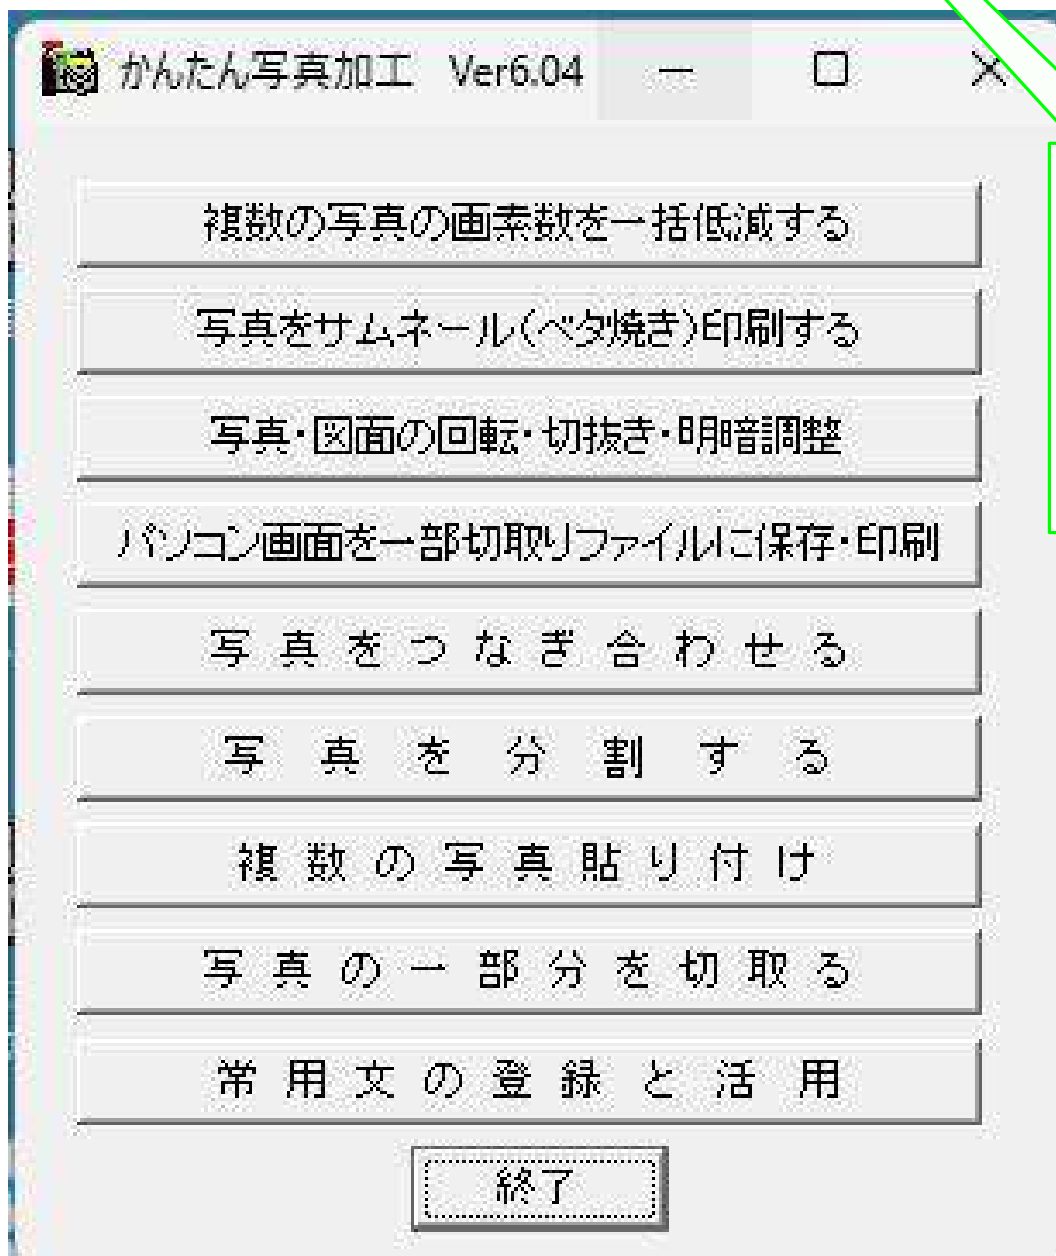 かんたん写真加工 Ver6.04
複数の写真の画素数を一括低減する
写真をサムネール(ベタ焼き)印刷する
写真・図面の回転・切抜き・明暗調整
パソコン画面を一部切取りファイルに保存・印刷
写真をつなぎ合わせる
写真を分割する
複数の写真貼り付け
写真の一部分を切取る
常用文の登録と活用
終了